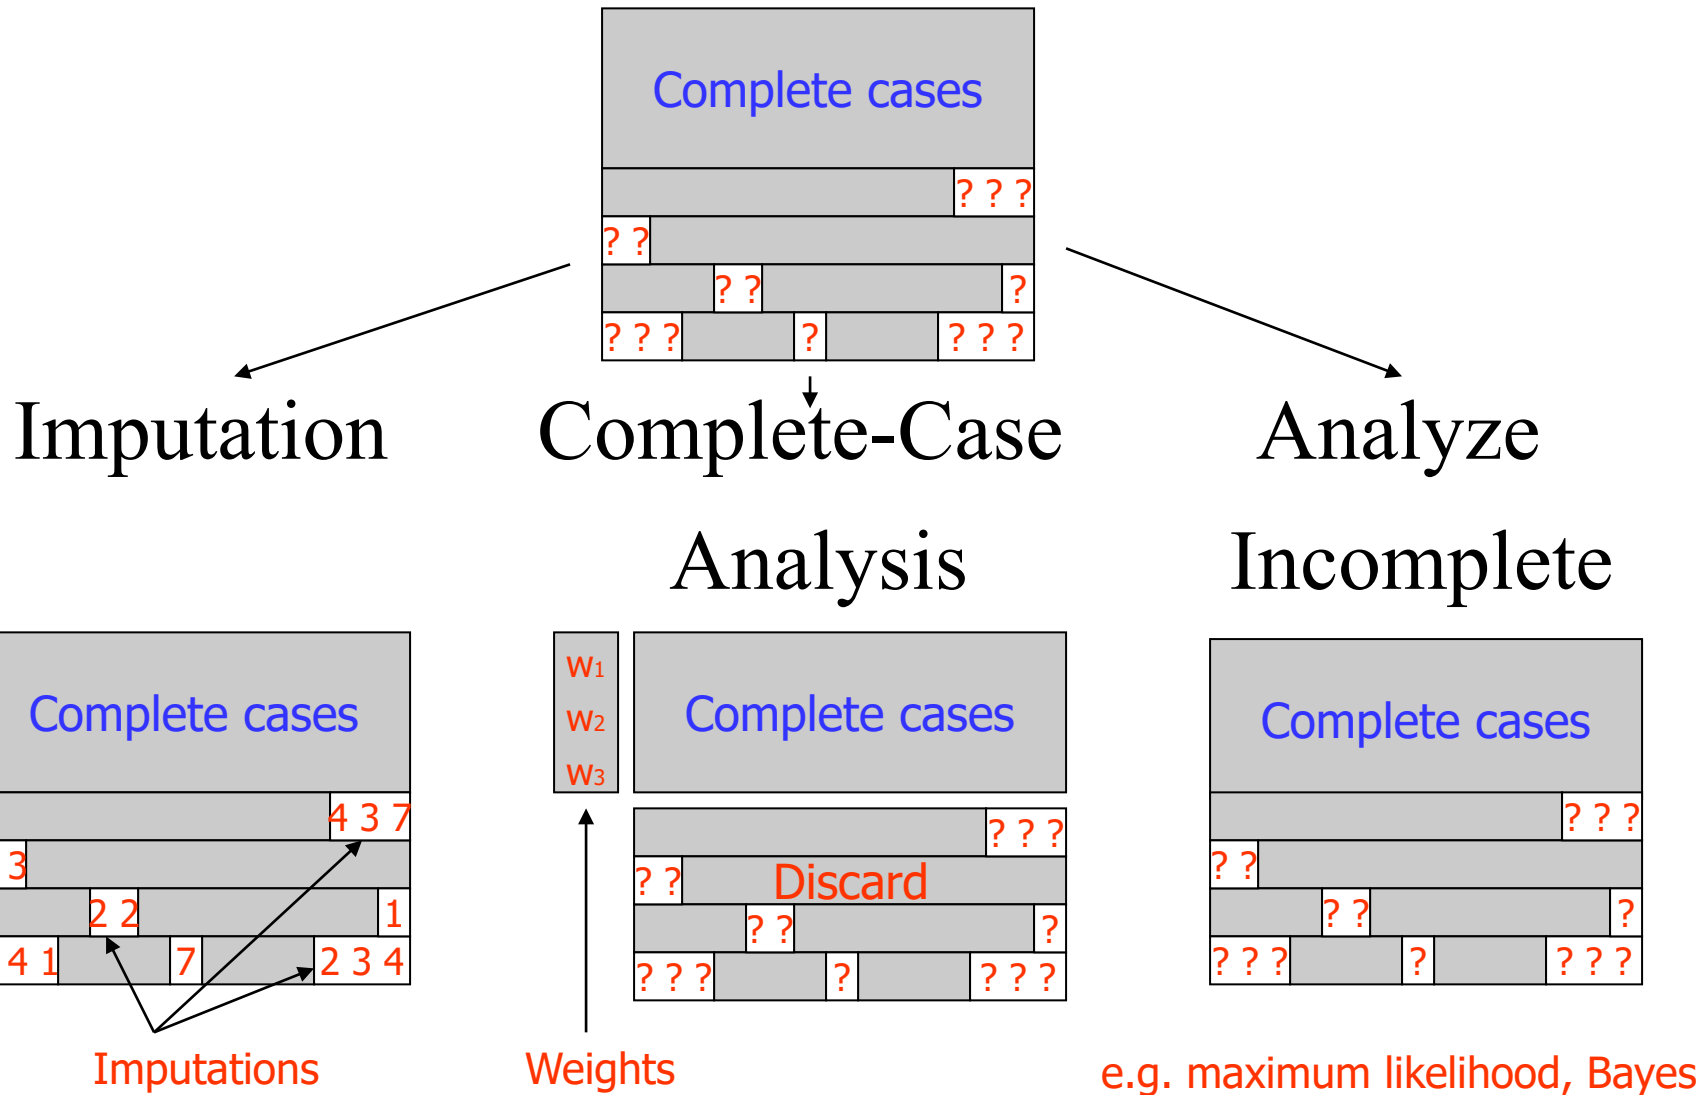 Complete cases
? ? ?
? ?
? ? ?
? ? ? ? ? ? ?
Imputation Complete-Case Analyze
Analysis Incomplete
Complete cases
4 3 7
3
2 2 1
4 1 7 2 3 4
Imputations
w1
w2
w3
Weights
Complete cases
? ? ?
? ? Discard
? ? ?
? ? ? ? ? ? ?
Complete cases
? ? ?
? ?
? ? ?
? ? ? ? ? ? ?
e.g. maximum likelihood, Bayes